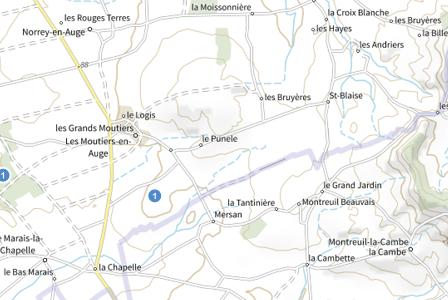 la Moissonnière
la Croix Blanche
les Rouges Terres
les Bruyères
Norrey-en-Auge
les Hayes
la Bille
les Andriers
88
les Bruyères
St-Blaise
le Logis
les Grands Moutiers
Les Moutiers-en-
Auge
le Punele
1
1
le Grand Jardin
la Tantinière
Montreuil Beauvais
Mersan
e Marais-la-
Chapelle
Montreuil-la-Cambe
la Cambe
la Cambette
la Chapelle
le Bas Marais